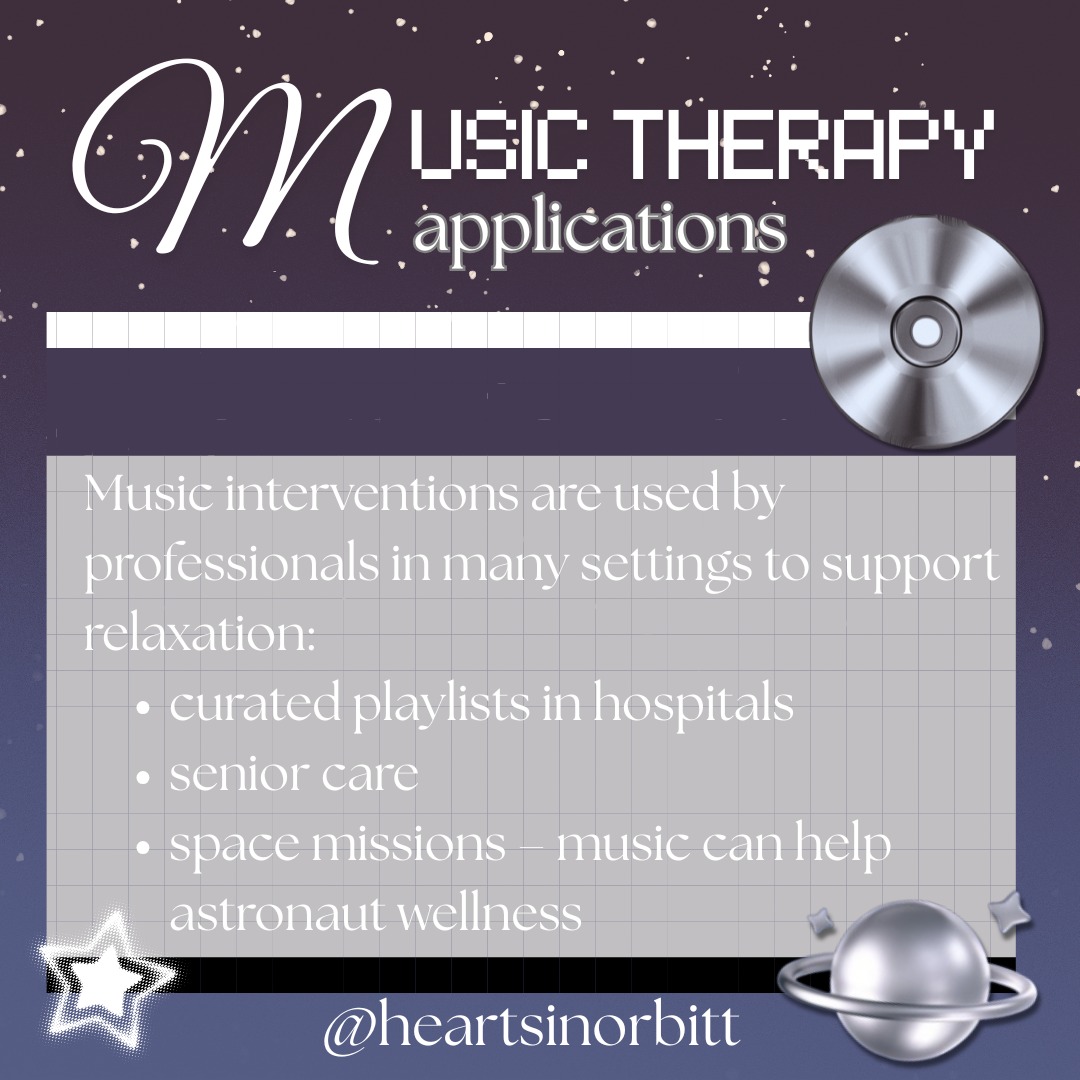 MUSIC THERAPY
applications
Music interventions are used by
professionals in many settings to support
relaxation:
• curated playlists in hospitals
• senior care
• space missions – music can help
astronaut wellness
@heartsinorbitt